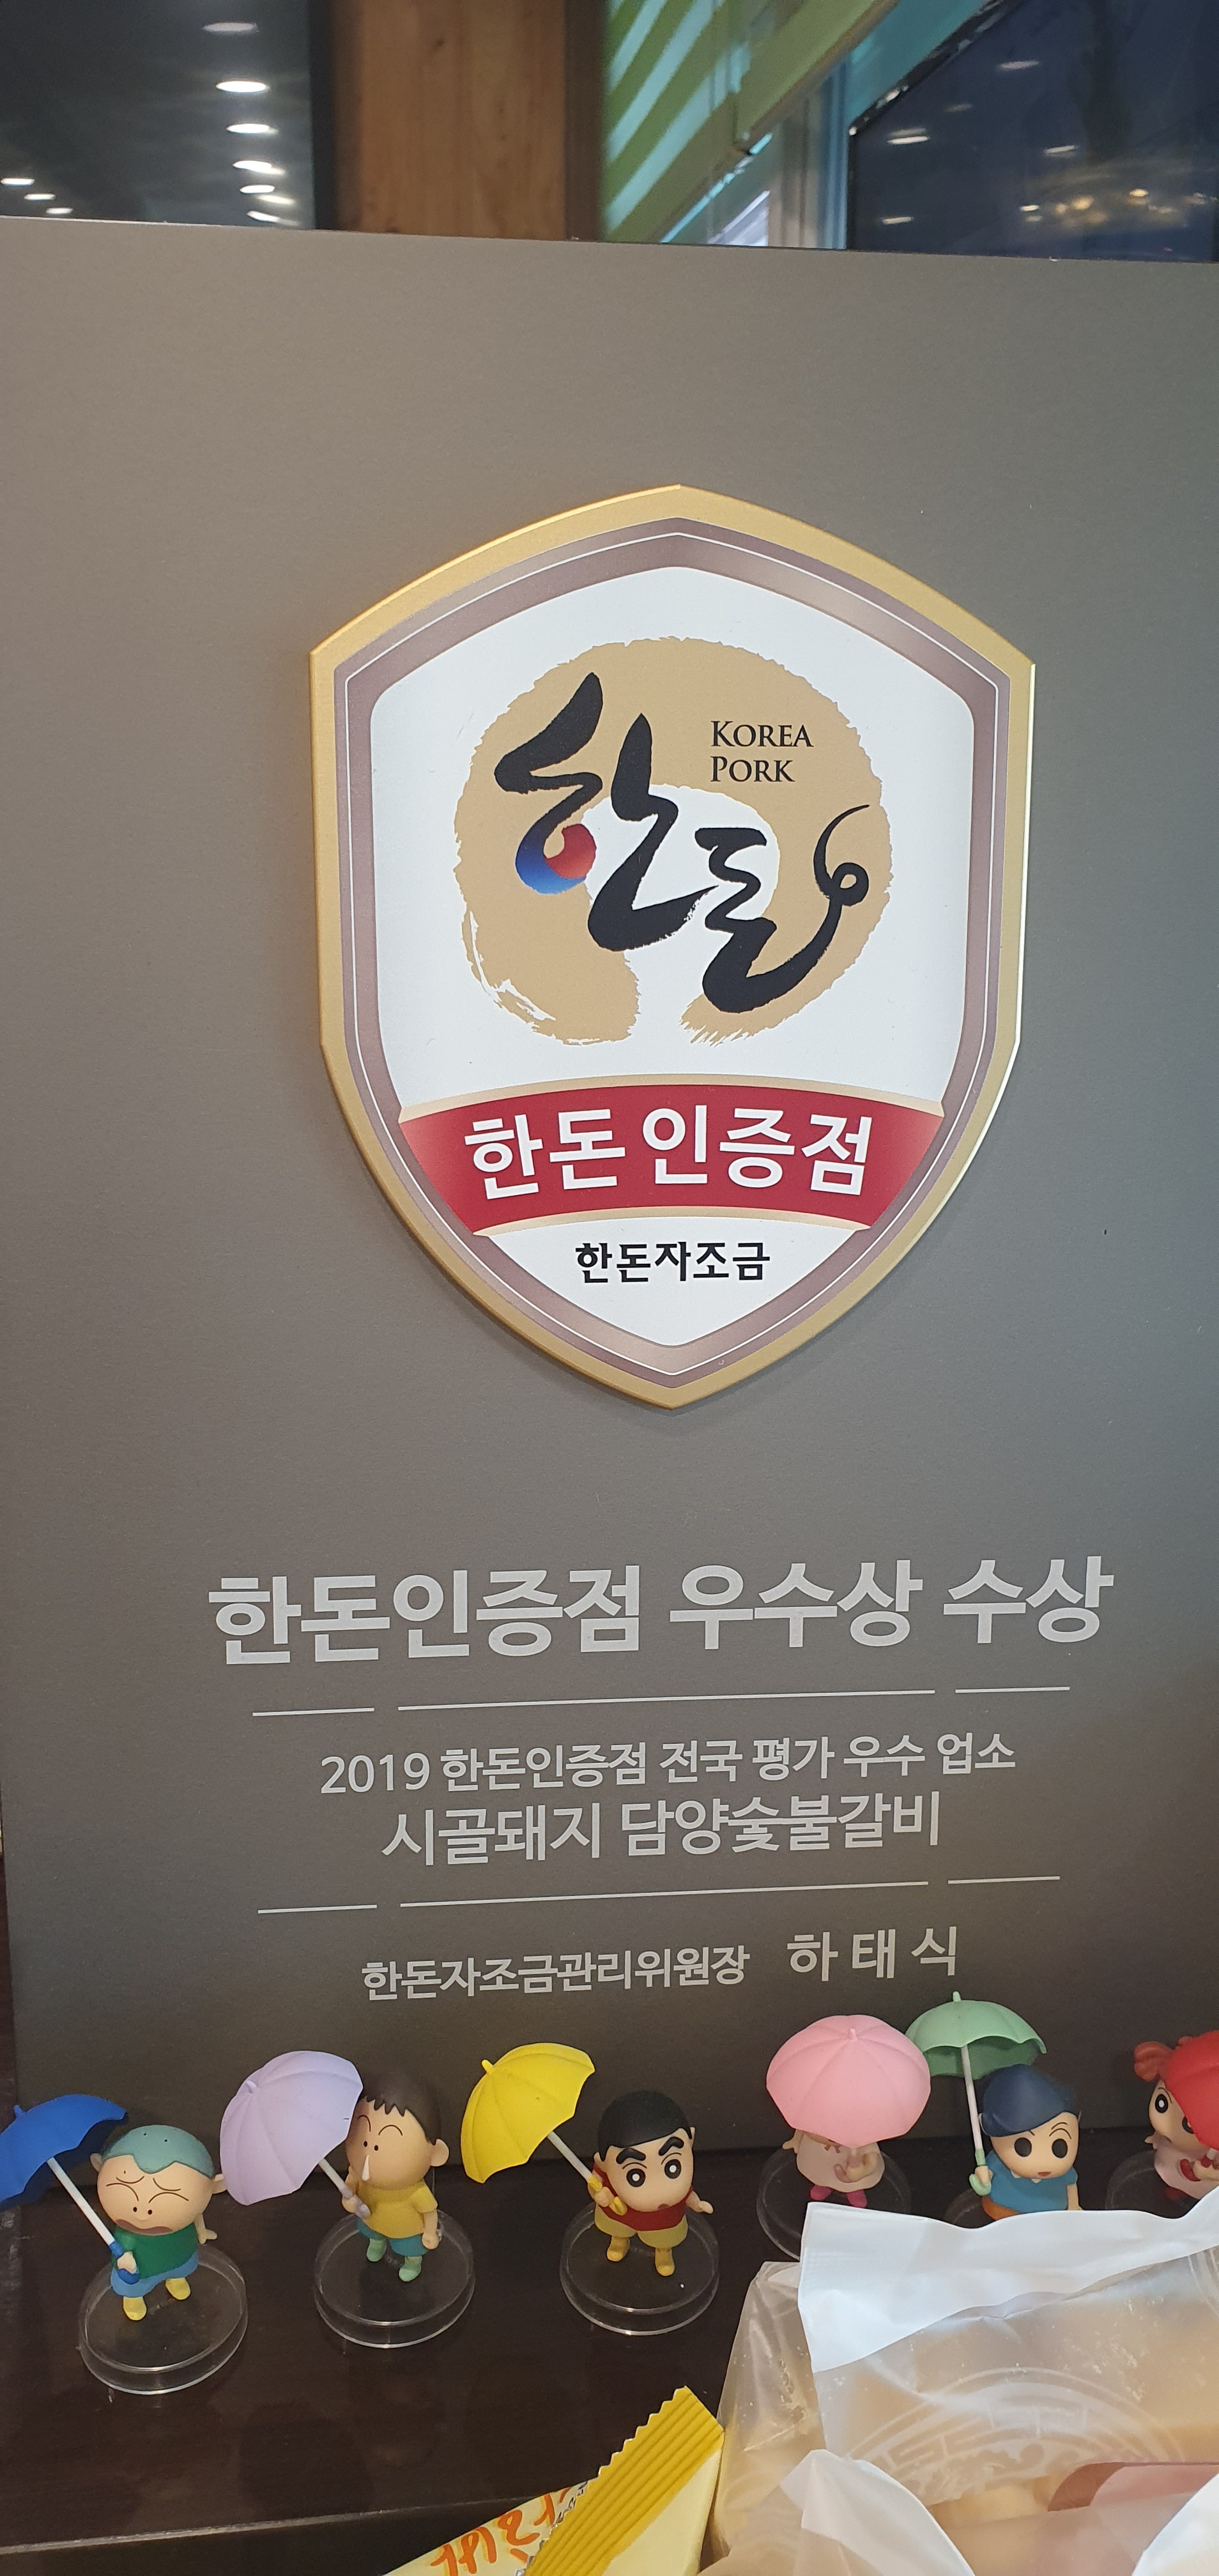 한돈
KOREA
PORK
한돈 인증점
한돈자조금
한돈인증점 우수상 수상
2019 한돈인증점 전국 평가 우수 업소
시골돼지 담양숯불갈비
한돈자조금관리위원장 하태식